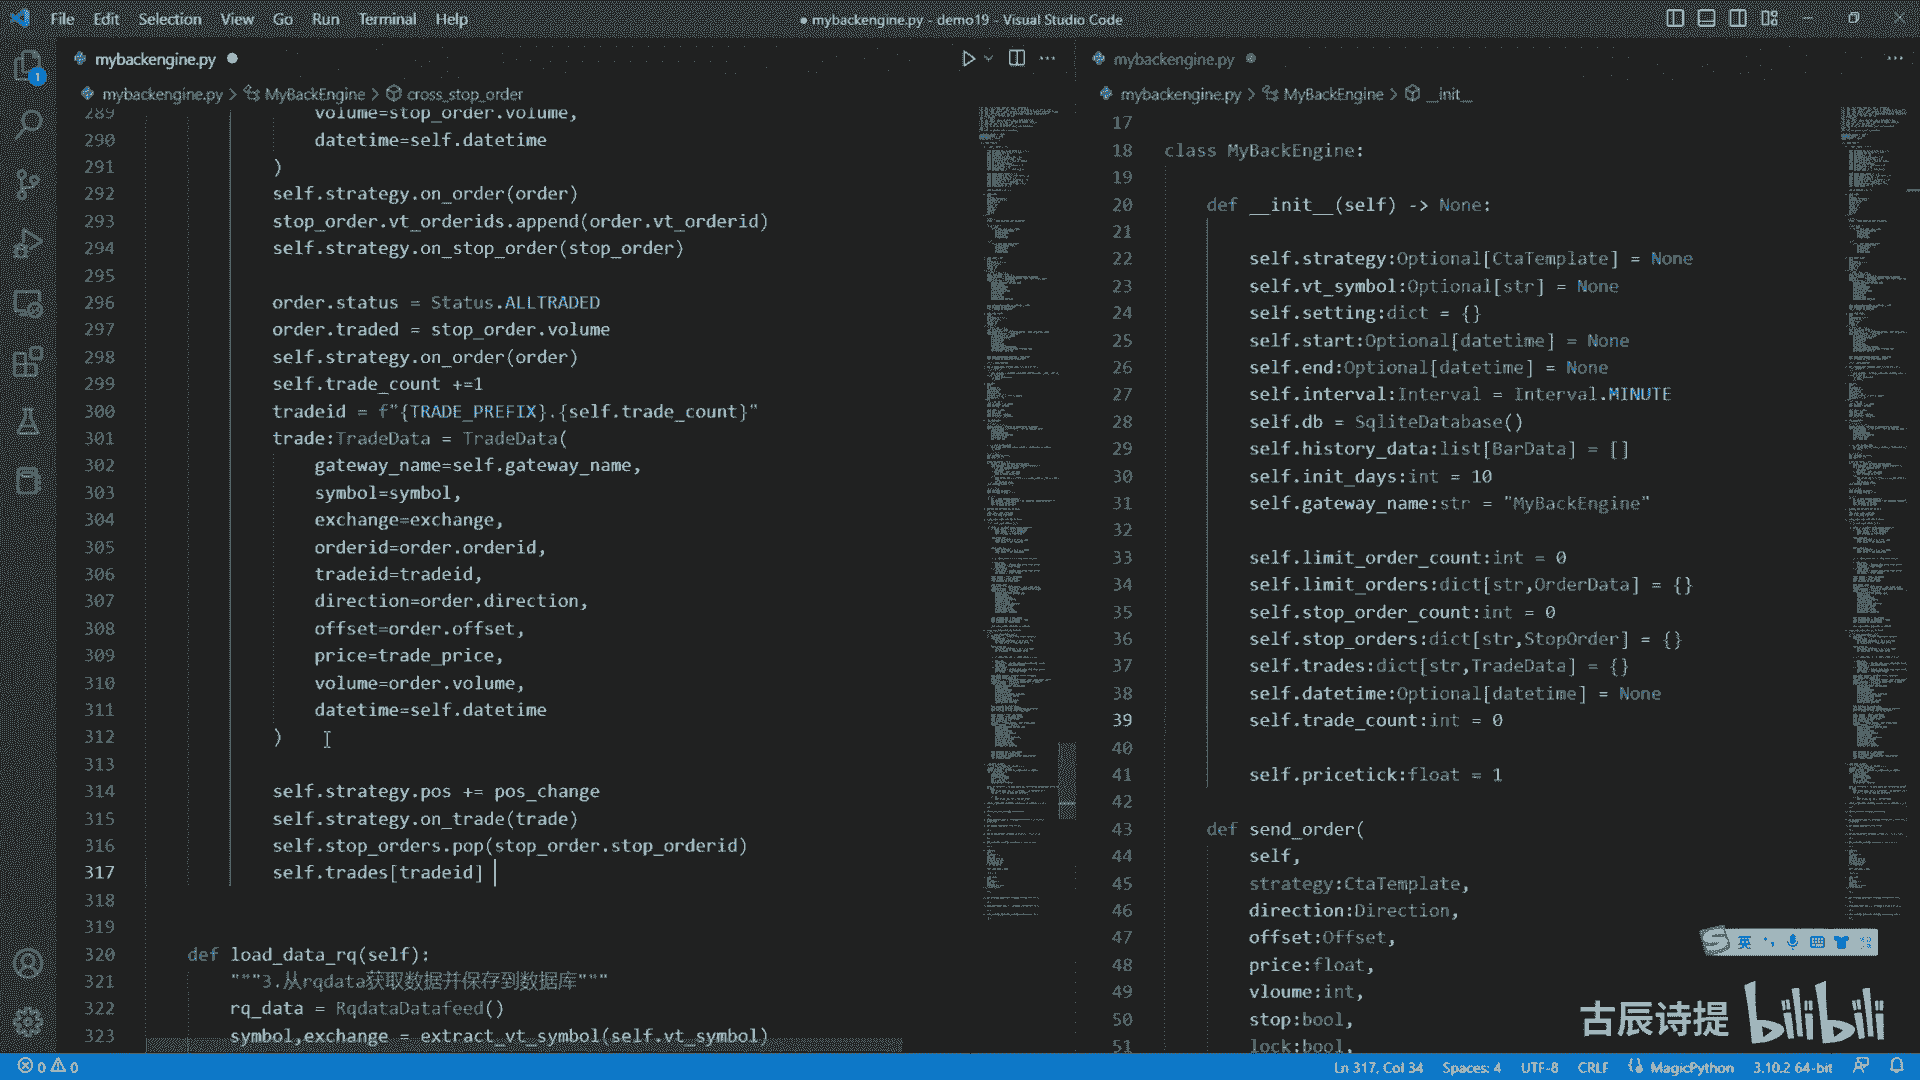 File Edit Selection View Go Run Terminal Help
● mybackengine.py - demo19 - Visual Studio Code
mybackengine.py
mybackengine.py > MyBackEngine > cross_stop_order
289 volume=stop_order.volume,
290 datetime=self.datetime
291 )
292 self.strategy.on_order(order)
293 stop_order.vt_orderids.append(order.vt_orderid)
294 self.strategy.on_stop_order(stop_order)
295
296 order.status = Status.ALLTRADED
297 order.traded = stop_order.volume
298 self.strategy.on_order(order)
299 self.trade_count +=1
300 tradeid = f"{TRADE_PREFIX}.{self.trade_count}"
301 trade:TradeData = TradeData(
302 gateway_name=self.gateway_name,
303 symbol=symbol,
304 exchange=exchange,
305 orderid=order.orderid,
306 tradeid=tradeid,
307 direction=order.direction,
308 offset=order.offset,
309 price=trade_price,
310 volume=order.volume,
311 datetime=self.datetime
312 )
313
314 self.strategy.pos += pos_change
315 self.strategy.on_trade(trade)
316 self.stop_orders.pop(stop_order.stop_orderid)
317 self.trades[tradeid]
318
319
320 def load_data_rq(self):
321 """3.从rqdata获取数据并保存到数据库"""
322 rq_data = RqdataDatafeed()
323 symbol,exchange = extract_vt_symbol(self.vt_symbol)
mybackengine.py
mybackengine.py > MyBackEngine > __init__
17
18 class MyBackEngine:
19
20 def __init__(self) -> None:
21
22 self.strategy:Optional[CtaTemplate] = None
23 self.vt_symbol:Optional[str] = None
24 self.setting:dict = {}
25 self.start:Optional[datetime] = None
26 self.end:Optional[datetime] = None
27 self.interval:Interval = Interval.MINUTE
28 self.db = SqliteDatabase()
29 self.history_data:list[BarData] = []
30 self.init_days:int = 10
31 self.gateway_name:str = "MyBackEngine"
32
33 self.limit_order_count:int = 0
34 self.limit_orders:dict[str,OrderData] = {}
35 self.stop_order_count:int = 0
36 self.stop_orders:dict[str,StopOrder] = {}
37 self.trades:dict[str,TradeData] = {}
38 self.datetime:Optional[datetime] = None
39 self.trade_count:int = 0
40
41 self.pricetick:float = 1
42
43 def send_order(
44 self,
45 strategy:CtaTemplate,
46 direction:Direction,
47 offset:Offset,
48 price:float,
49 vloume:int,
50 stop:bool,
51 lock:bool,
1
英
古辰诗提 bilibili
0 0
Ln 317, Col 34 Spaces: 4 UTF-8 CRLF MagicPython 3.10.2 64-bit